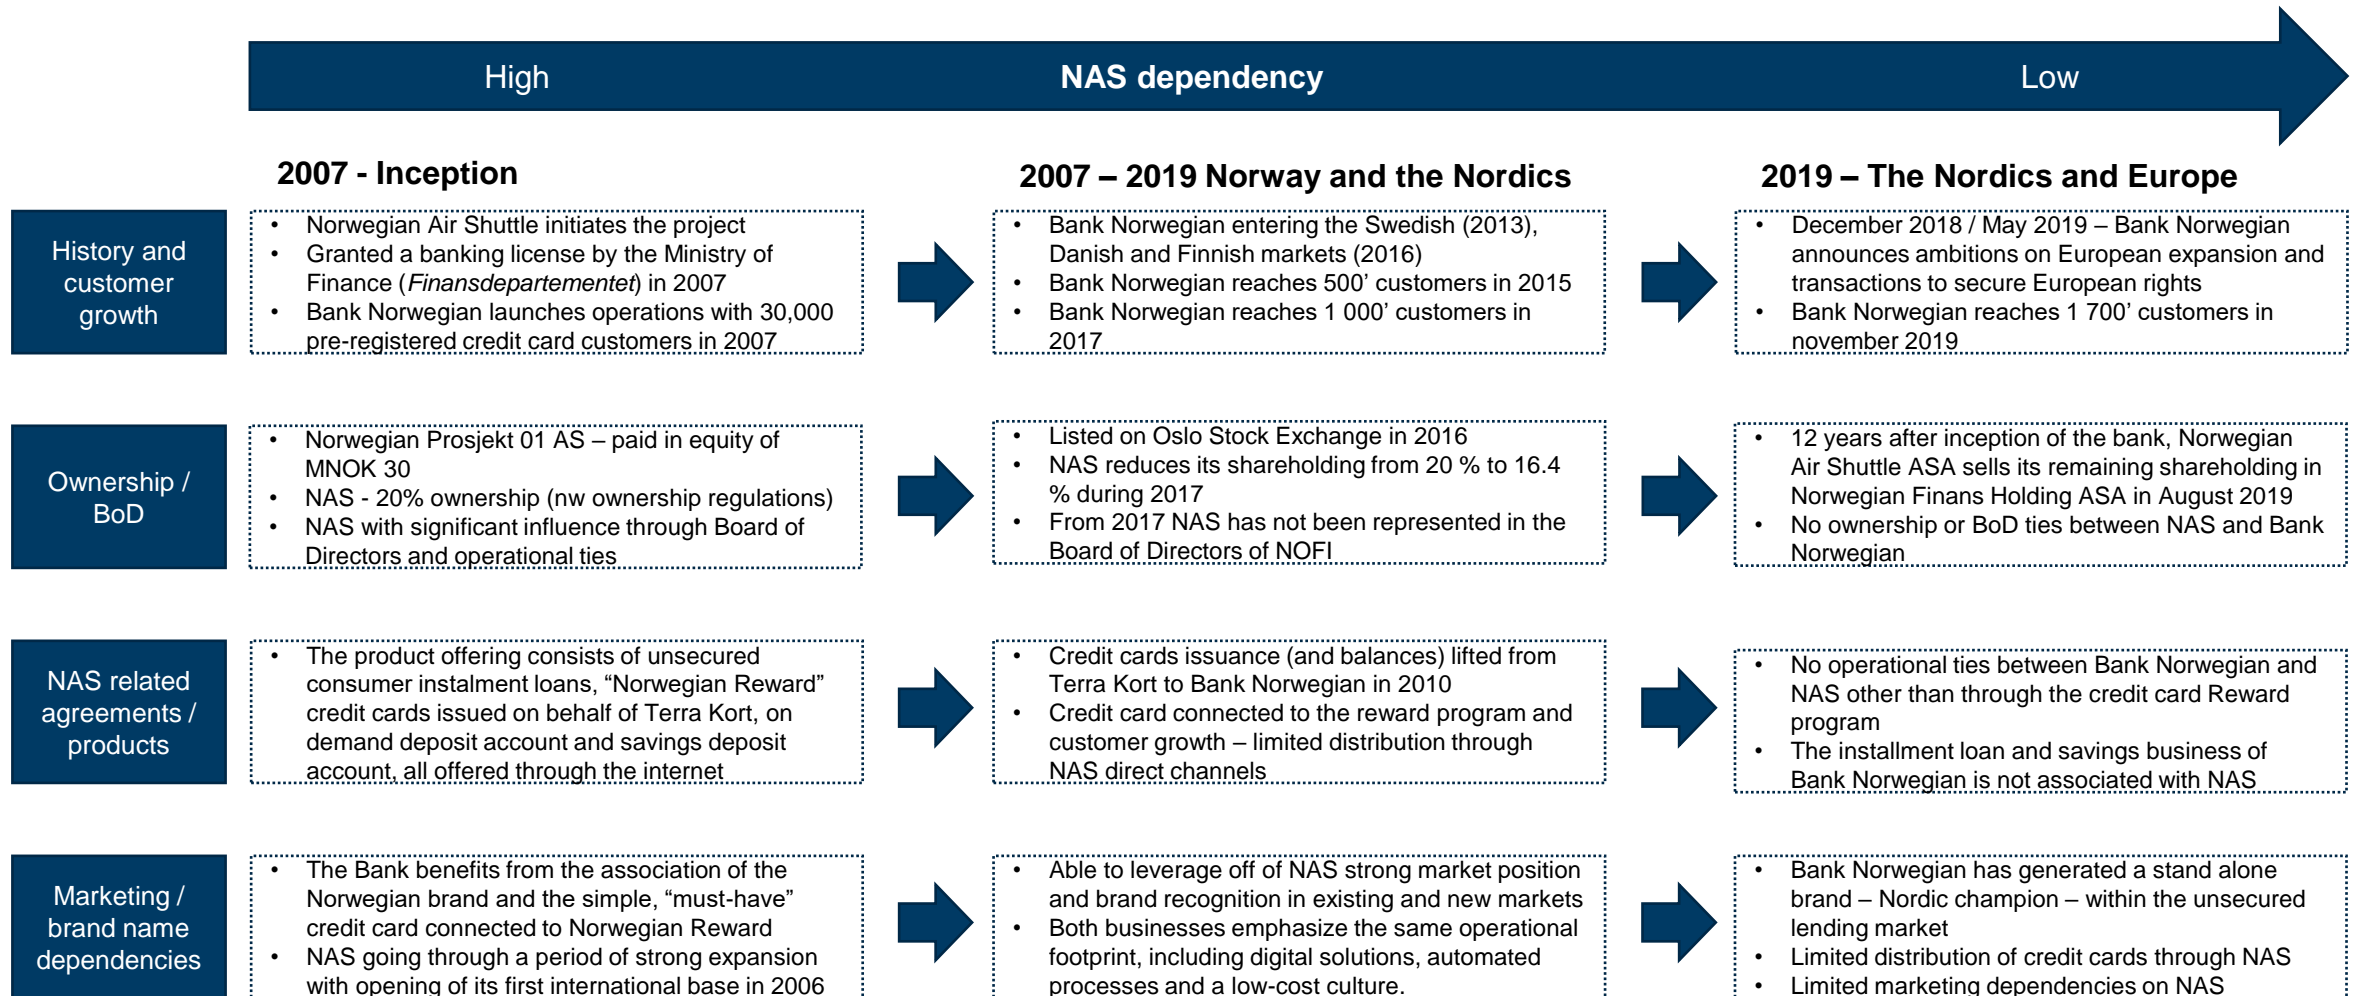 High NAS dependency Low
2007 - Inception
2007 – 2019 Norway and the Nordics
2019 – The Nordics and Europe
History and
customer
growth
• Norwegian Air Shuttle initiates the project
• Granted a banking license by the Ministry of
Finance (Finansdepartementet) in 2007
• Bank Norwegian launches operations with 30,000
pre-registered credit card customers in 2007
• Bank Norwegian entering the Swedish (2013),
Danish and Finnish markets (2016)
• Bank Norwegian reaches 500’ customers in 2015
• Bank Norwegian reaches 1 000’ customers in
2017
• December 2018 / May 2019 – Bank Norwegian
announces ambitions on European expansion and
transactions to secure European rights
• Bank Norwegian reaches 1 700’ customers in
november 2019
Ownership /
BoD
• Norwegian Prosjekt 01 AS – paid in equity of
MNOK 30
• NAS - 20% ownership (nw ownership regulations)
• NAS with significant influence through Board of
Directors and operational ties
• Listed on Oslo Stock Exchange in 2016
• NAS reduces its shareholding from 20 % to 16.4
% during 2017
• From 2017 NAS has not been represented in the
Board of Directors of NOFI
• 12 years after inception of the bank, Norwegian
Air Shuttle ASA sells its remaining shareholding in
Norwegian Finans Holding ASA in August 2019
• No ownership or BoD ties between NAS and Bank
Norwegian
NAS related
agreements /
products
• The product offering consists of unsecured
consumer instalment loans, “Norwegian Reward”
credit cards issued on behalf of Terra Kort, on
demand deposit account and savings deposit
account, all offered through the internet
• Credit cards issuance (and balances) lifted from
Terra Kort to Bank Norwegian in 2010
• Credit card connected to the reward program and
customer growth – limited distribution through
NAS direct channels
• No operational ties between Bank Norwegian and
NAS other than through the credit card Reward
program
• The installment loan and savings business of
Bank Norwegian is not associated with NAS
Marketing /
brand name
dependencies
• The Bank benefits from the association of the
Norwegian brand and the simple, “must-have”
credit card connected to Norwegian Reward
• NAS going through a period of strong expansion
with opening of its first international base in 2006
• Able to leverage off of NAS strong market position
and brand recognition in existing and new markets
• Both businesses emphasize the same operational
footprint, including digital solutions, automated
processes and a low-cost culture.
• Bank Norwegian has generated a stand alone
brand – Nordic champion – within the unsecured
lending market
• Limited distribution of credit cards through NAS
• Limited marketing dependencies on NAS